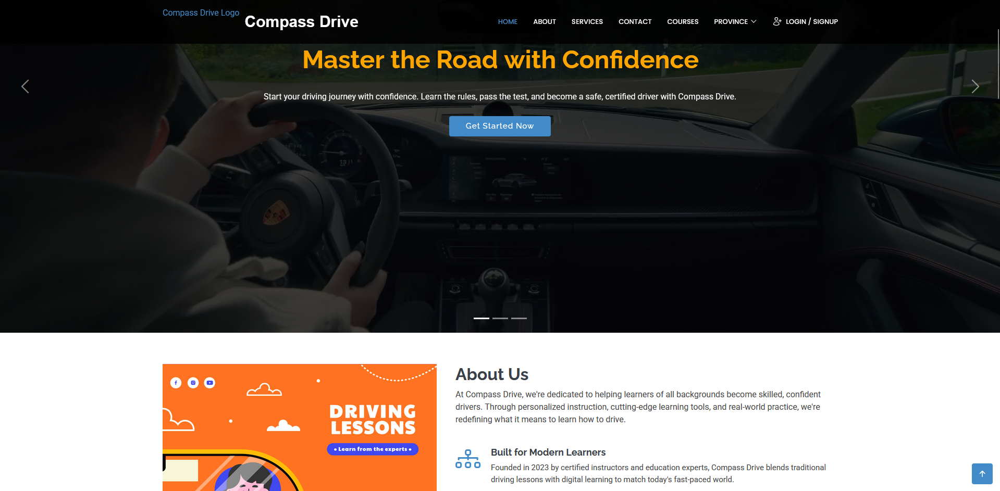 Compass Drive Logo
Compass Drive
HOME ABOUT SERVICES CONTACT COURSES PROVINCE LOGIN / SIGNUP
Master the Road with Confidence
Start your driving journey with confidence. Learn the rules, pass the test, and become a safe, certified driver with Compass Drive.
Get Started Now
DRIVING
LESSONS
• Learn from the experts •
About Us
At Compass Drive, we're dedicated to helping learners of all backgrounds become skilled, confident
drivers. Through personalized instruction, cutting-edge learning tools, and real-world practice, we're
redefining what it means to learn how to drive.
Built for Modern Learners
Founded in 2023 by certified instructors and education experts, Compass Drive blends traditional
driving lessons with digital learning to match today's fast-paced world.